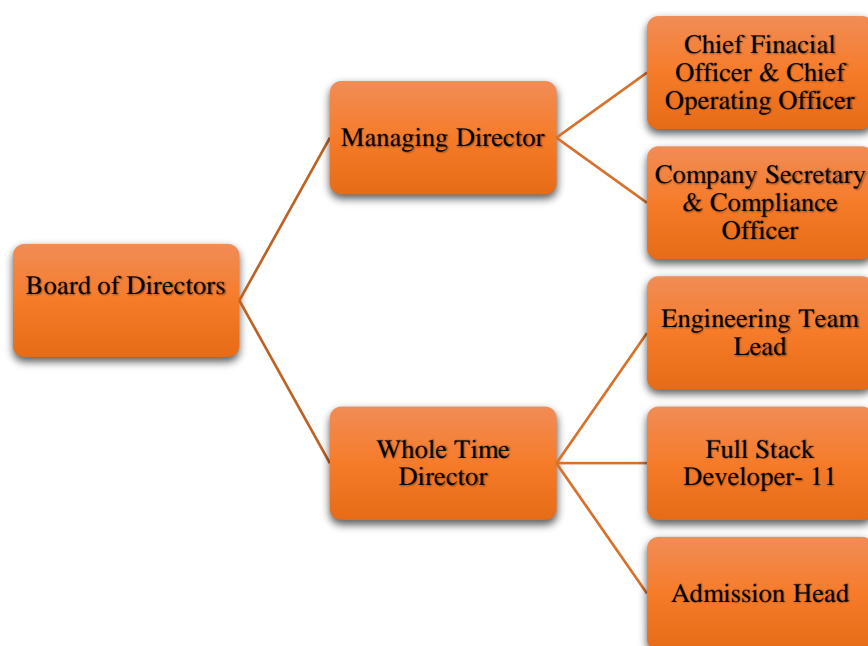 Chief Finacial
Officer & Chief
Operating Officer
Managing Director
Company Secretary
& Compliance
Officer
Board of Directors
Engineering Team
Lead
Whole Time
Director
Full Stack
Developer- 11
Admission Head